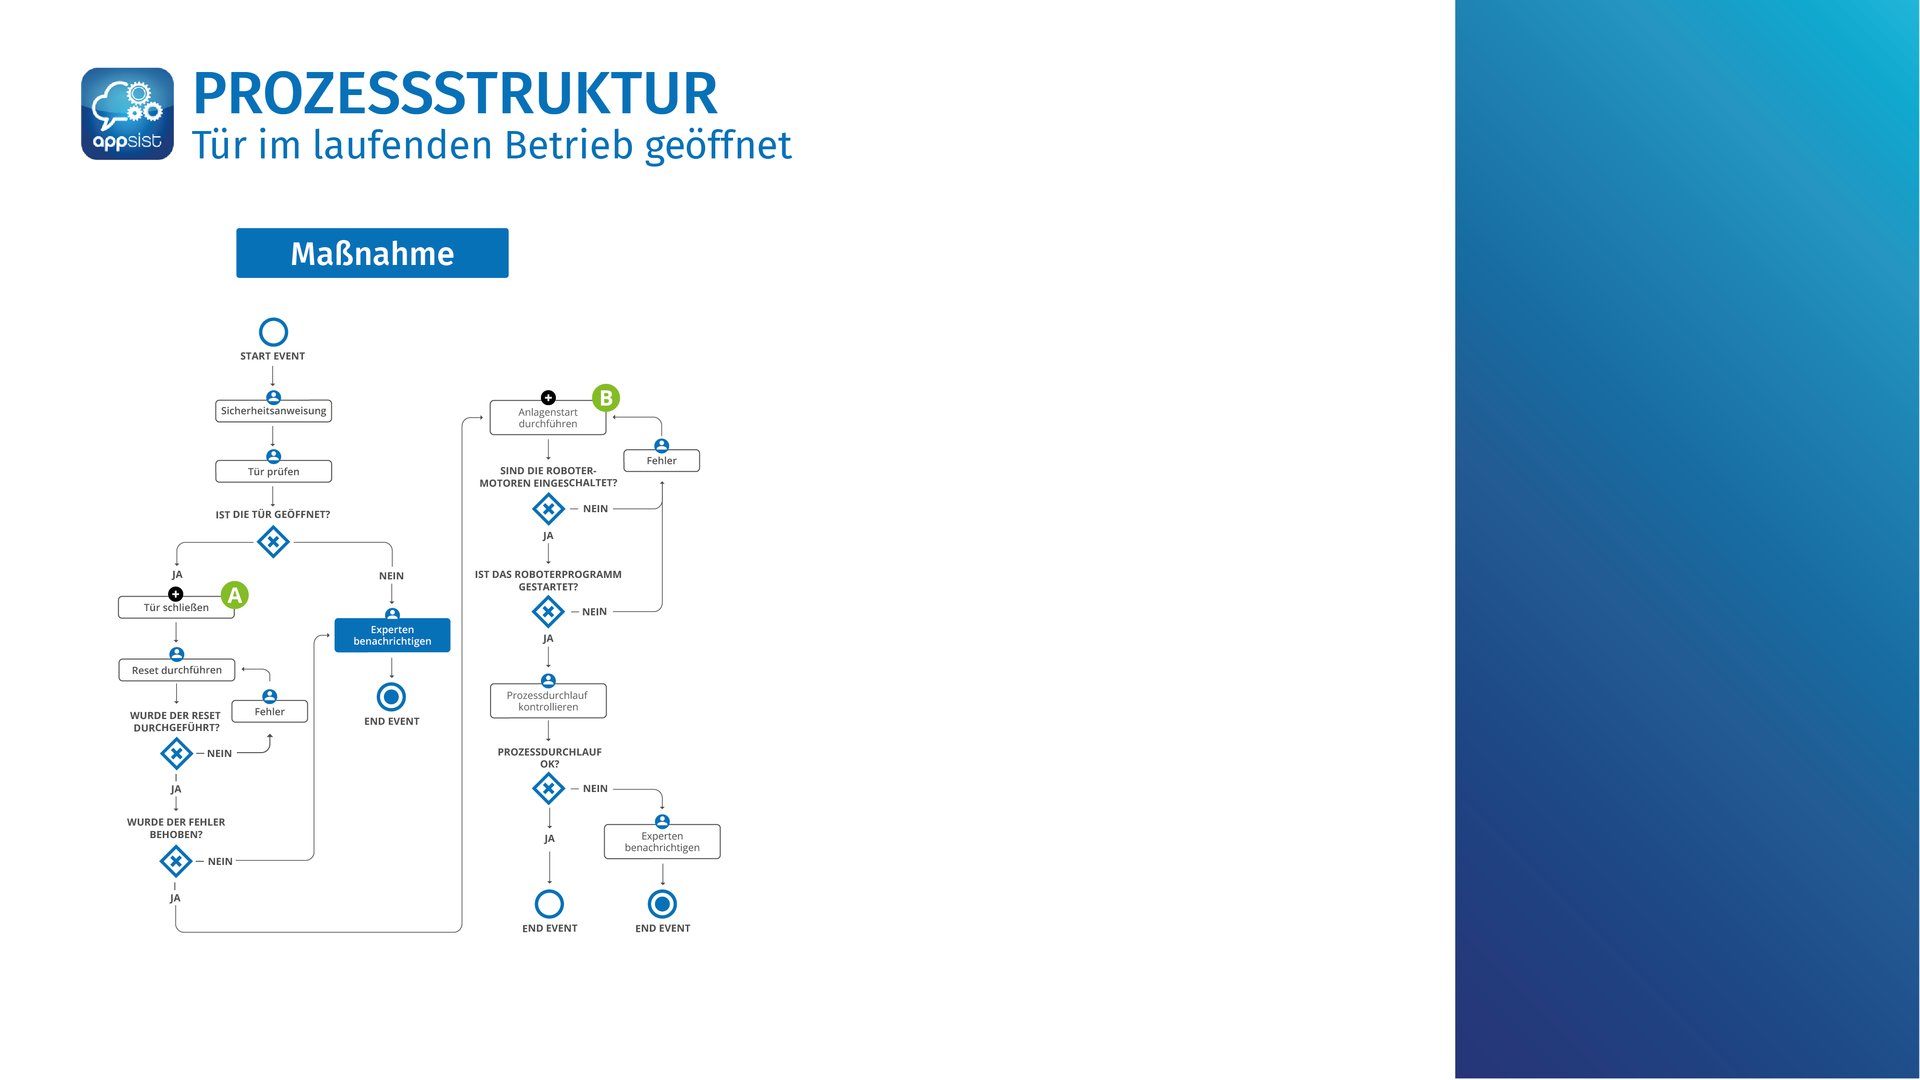 appsist
PROZESSSTRUKTUR
Tür im laufenden Betrieb geöffnet
Maßnahme
START EVENT
Sicherheitsanweisung
Tür prüfen
IST DIE TÜR GEÖFFNET?
JA
NEIN
A
Tür schließen
Experten
benachrichtigen
END EVENT
Reset durchführen
Fehler
WURDE DER RESET
DURCHGEFÜHRT?
NEIN
JA
WURDE DER FEHLER
BEHOBEN?
NEIN
JA
B
Anlagenstart
durchführen
Fehler
SIND DIE ROBOTER-
MOTOREN EINGESCHALTET?
NEIN
JA
IST DAS ROBOTERPROGRAMM
GESTARTET?
NEIN
JA
Prozessdurchlauf
kontrollieren
PROZESSDURCHLAUF
OK?
NEIN
JA
Experten
benachrichtigen
END EVENT
END EVENT